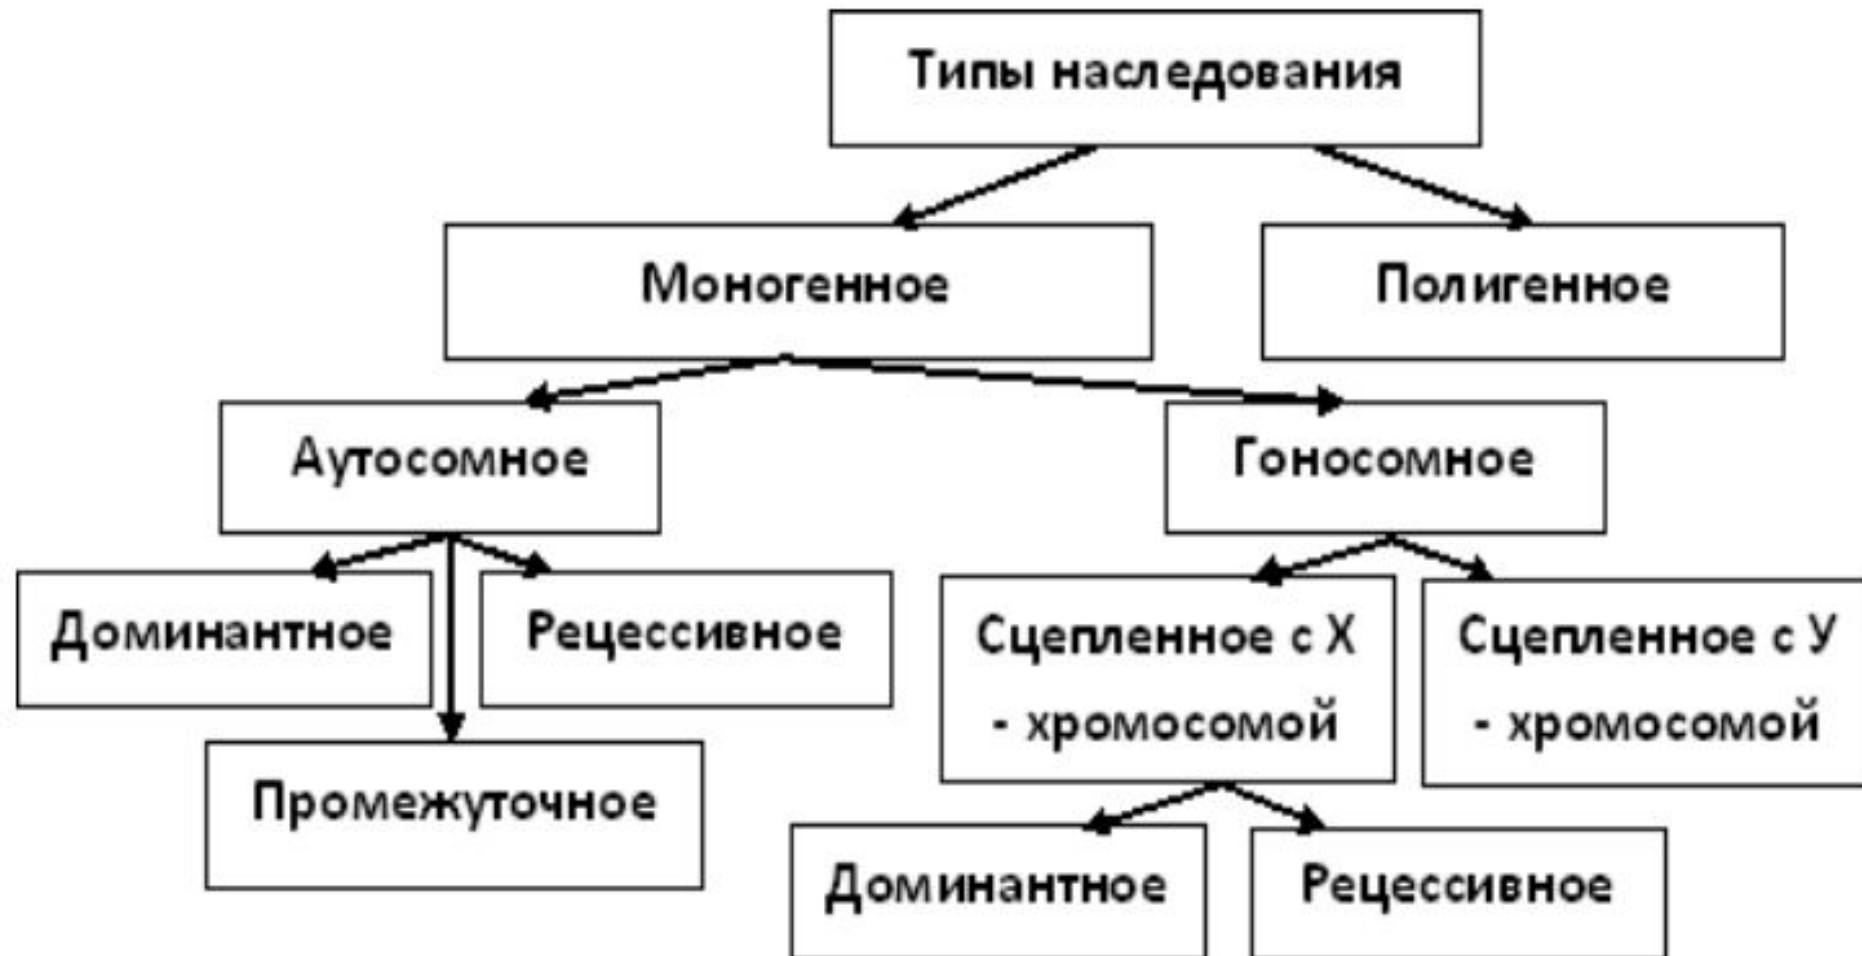 Типы наследования
Моногенное
Полигенное
Аутосомное
Гоносомное
Доминантное
Рецессивное
Сцепленное с Х
- хромосомой
Сцепленное с У
- хромосомой
Промежуточное
Доминантное
Рецессивное